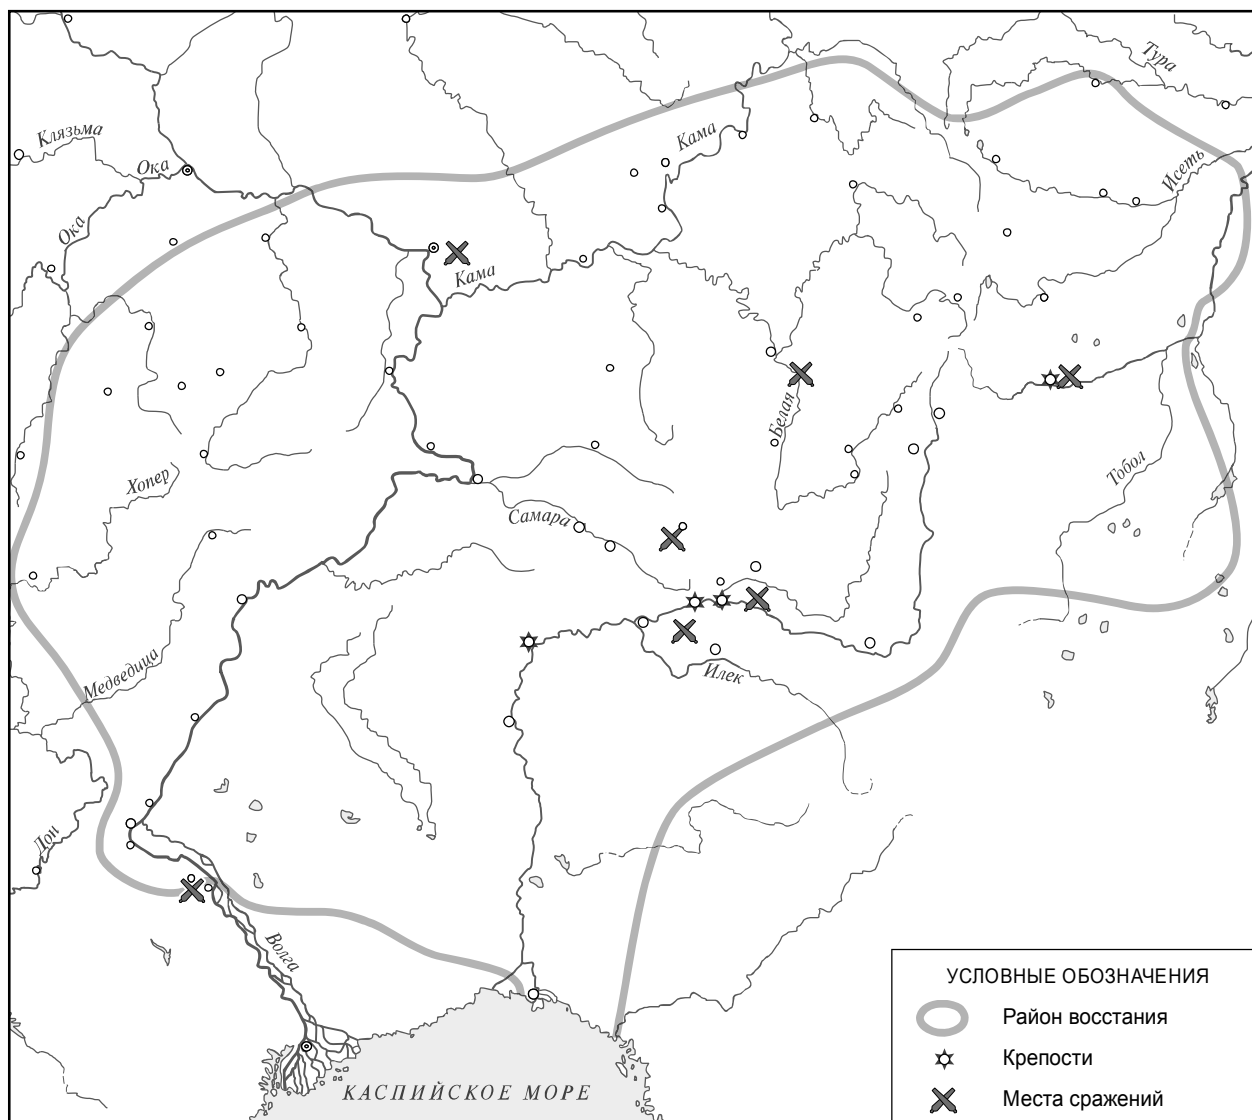 Тура
Клязьма
Кама
Ока
Исеть
Ока
Кама
Белая
Хопер
Тобол
Самара
Медведица
Илек
Дон
Волга
КАСПИЙСКОЕ МОРЕ
УСЛОВНЫЕ ОБОЗНАЧЕНИЯ
Район восстания
Крепости
Места сражений